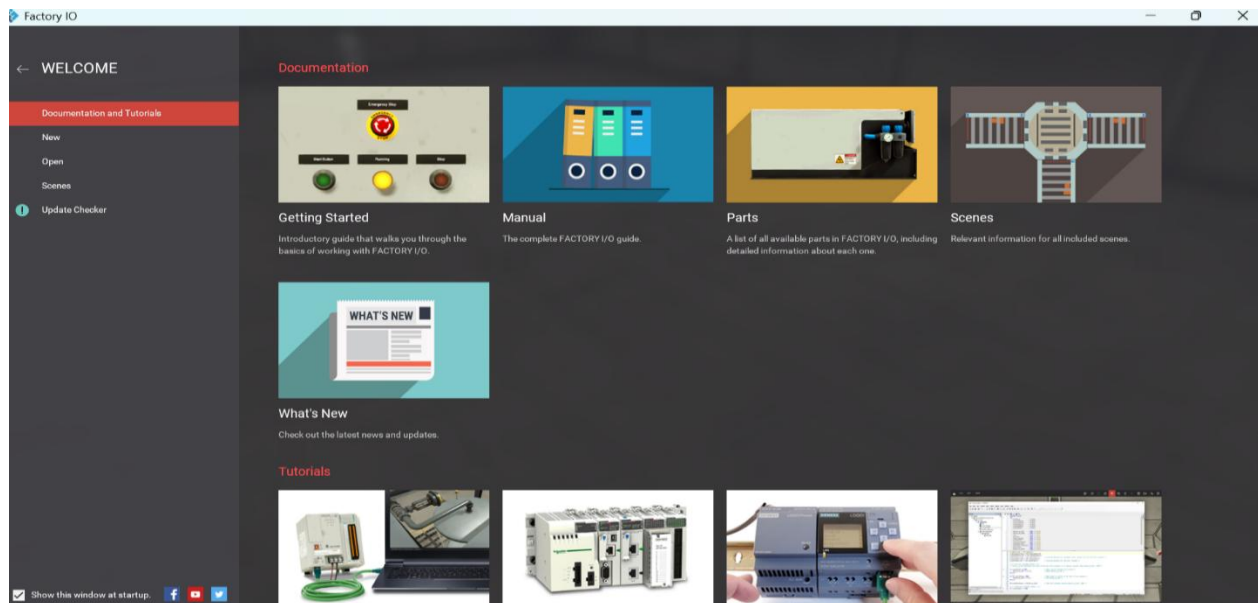 Factory IO
WELCOME
Documentation and Tutorials
New
Open
Scenes
Update Checker
Show this window at startup.
Documentation
Emergency Stop
Getting Started
Introductory guide that walks you through the
basics of working with FACTORY I/O.
Manual
The complete FACTORY I/O guide.
Parts
A list of all available parts in FACTORY I/O, including
detailed information about each one.
Scenes
Relevant information for all included scenes.
WHAT'S NEW
What's New
Check out the latest news and updates.
Tutorials